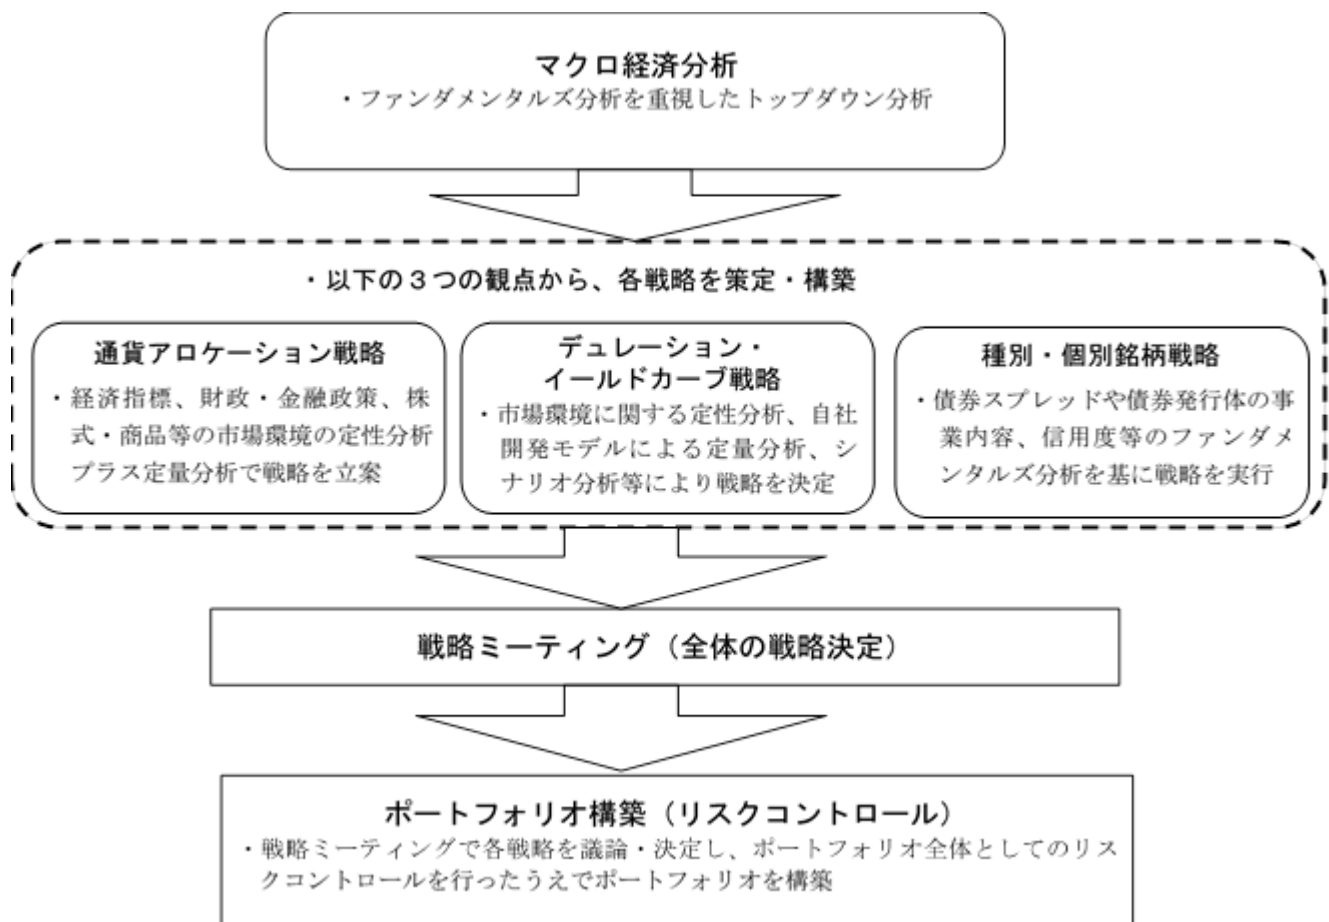 マクロ経済分析
・ファンダメンタルズ分析を重視したトップダウン分析
・以下の３つの観点から、各戦略を策定・構築
通貨アロケーション戦略
・経済指標、財政・金融政策、株
式・商品等の市場環境の定性分析
プラス定量分析で戦略を立案
デュレーション・
イールドカーブ戦略
・市場環境に関する定性分析、自社
開発モデルによる定量分析、シ
ナリオ分析等により戦略を決定
種別・個別銘柄戦略
・債券スプレッドや債券発行体の事
業内容、信用度等のファンダメ
ンタルズ分析を基に戦略を実行
戦略ミーティング（全体の戦略決定）
ポートフォリオ構築（リスクコントロール）
・戦略ミーティングで各戦略を議論・決定し、ポートフォリオ全体としてのリス
クコントロールを行ったうえでポートフォリオを構築